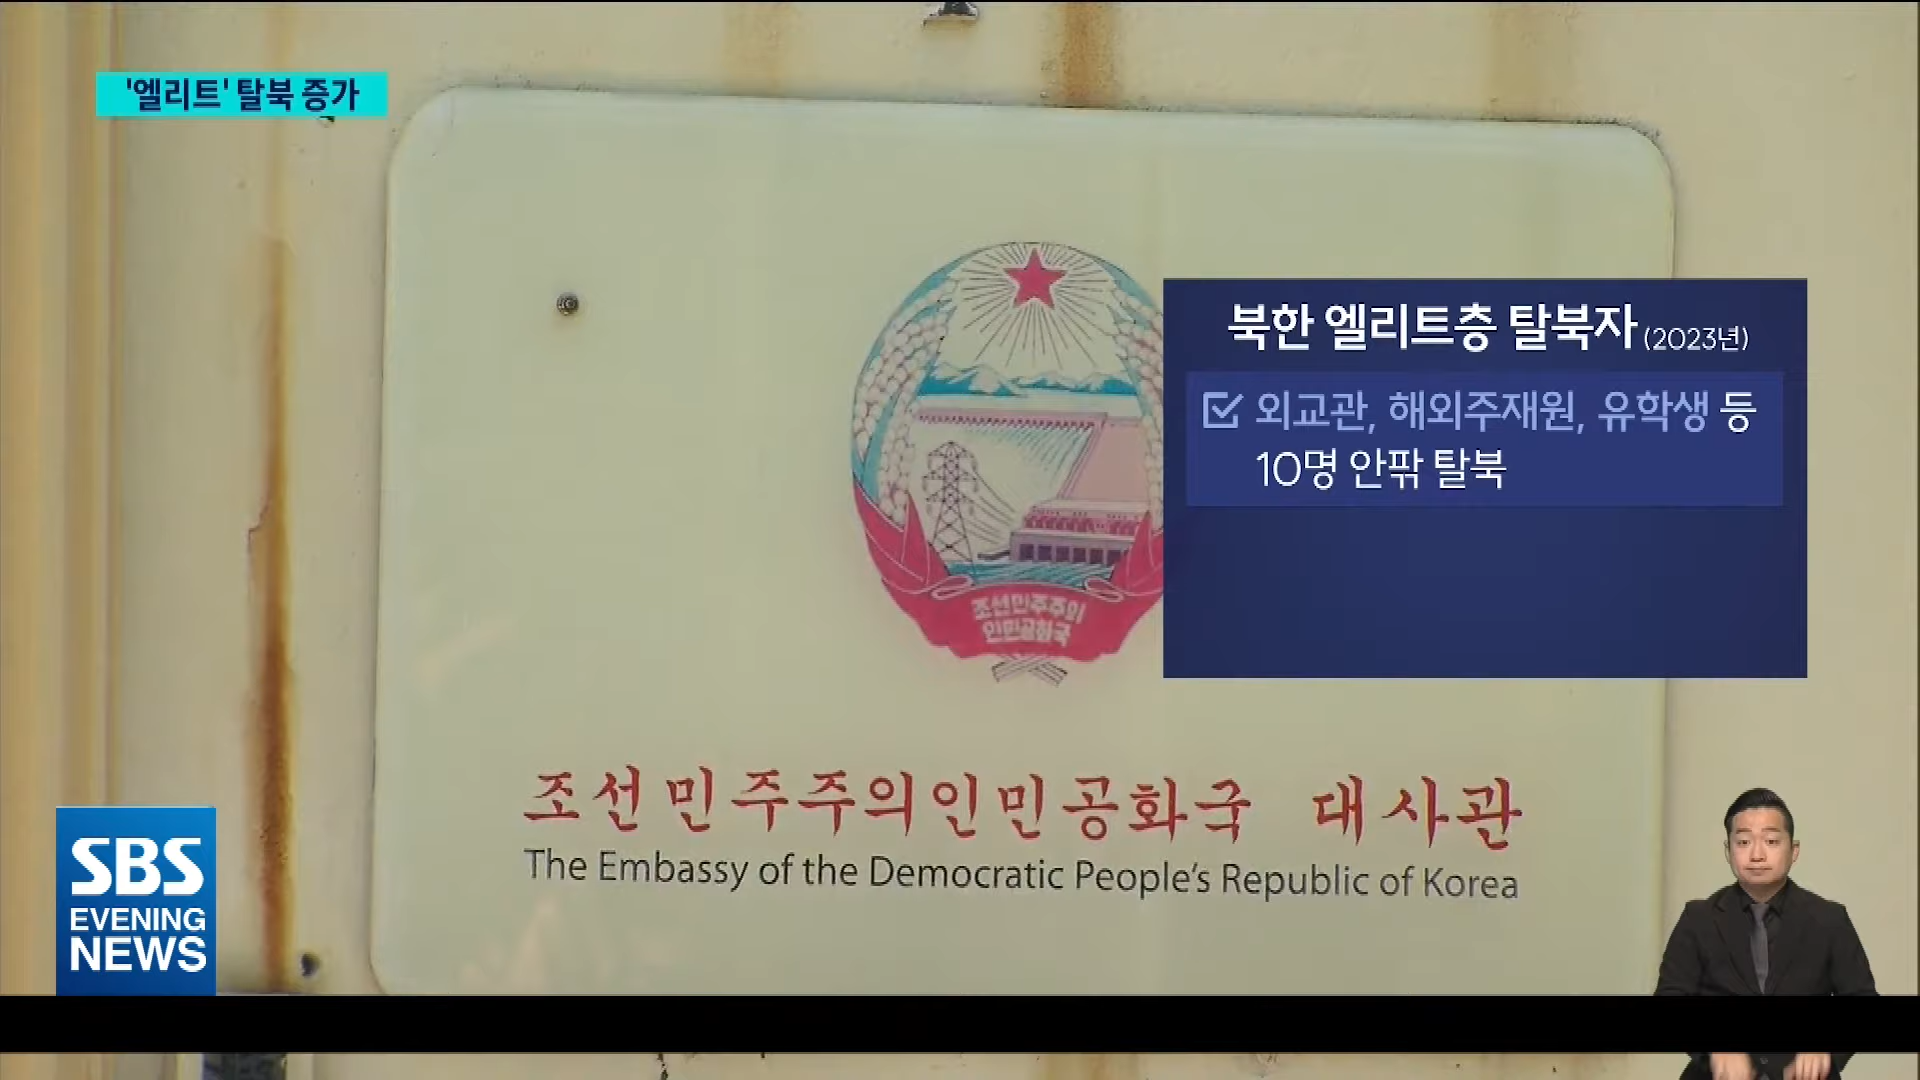 '엘리트' 탈북 증가
북한 엘리트층 탈북자 (2023년)
외교관, 해외주재원, 유학생 등
10명 안팎 탈북
조선민주주의
인민공화국
조선민주주의인민공화국 대사관
The Embassy of the Democratic People's Republic of Korea
SBS
EVENING
NEWS